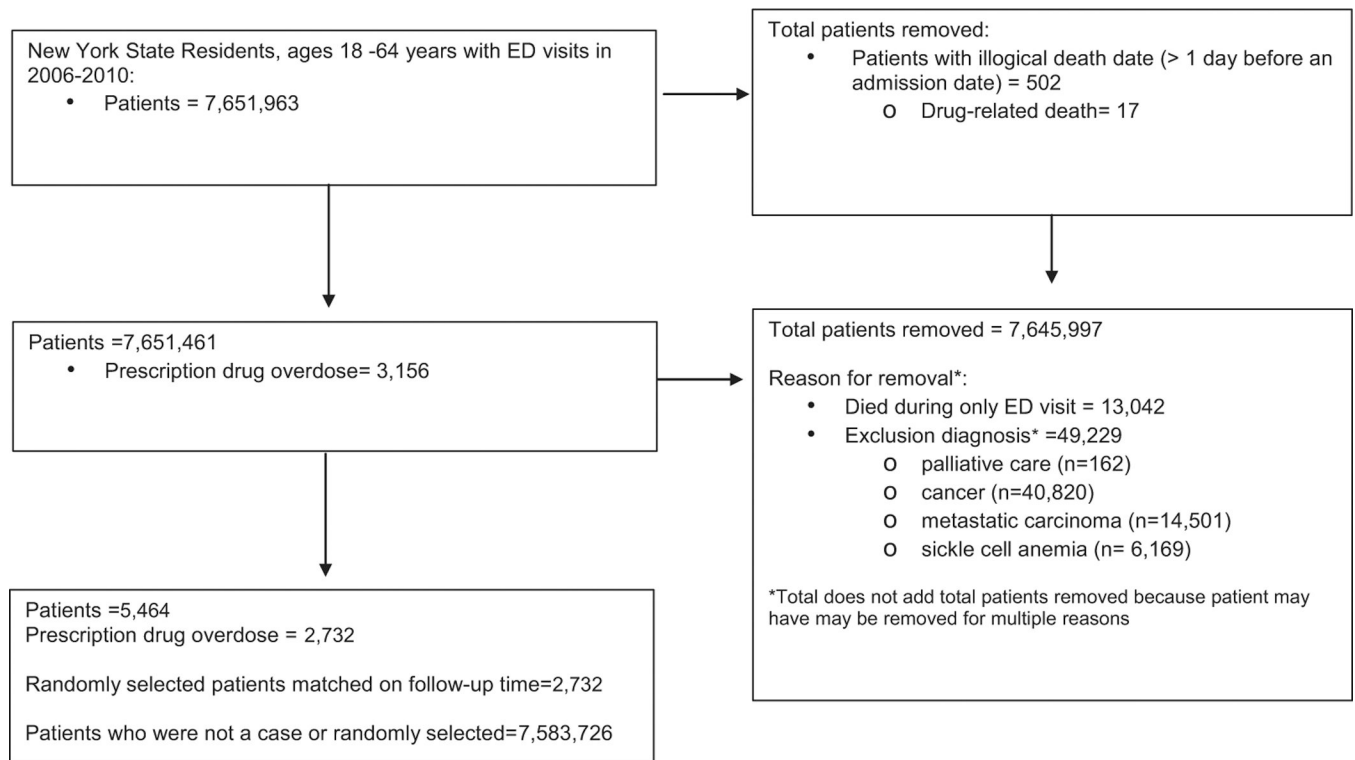 New York State Residents, ages 18 -64 years with ED visits in
2006-2010:
• Patients = 7,651,963
Total patients removed:
• Patients with illogical death date (> 1 day before an
admission date) = 502
o Drug-related death= 17
Patients =7,651,461
• Prescription drug overdose= 3,156
Total patients removed = 7,645,997
Reason for removal*:
• Died during only ED visit = 13,042
• Exclusion diagnosis* =49,229
o palliative care (n=162)
o cancer (n=40,820)
o metastatic carcinoma (n=14,501)
o sickle cell anemia (n= 6,169)
*Total does not add total patients removed because patient may
have may be removed for multiple reasons
Patients =5,464
Prescription drug overdose = 2,732
Randomly selected patients matched on follow-up time=2,732
Patients who were not a case or randomly selected=7,583,726